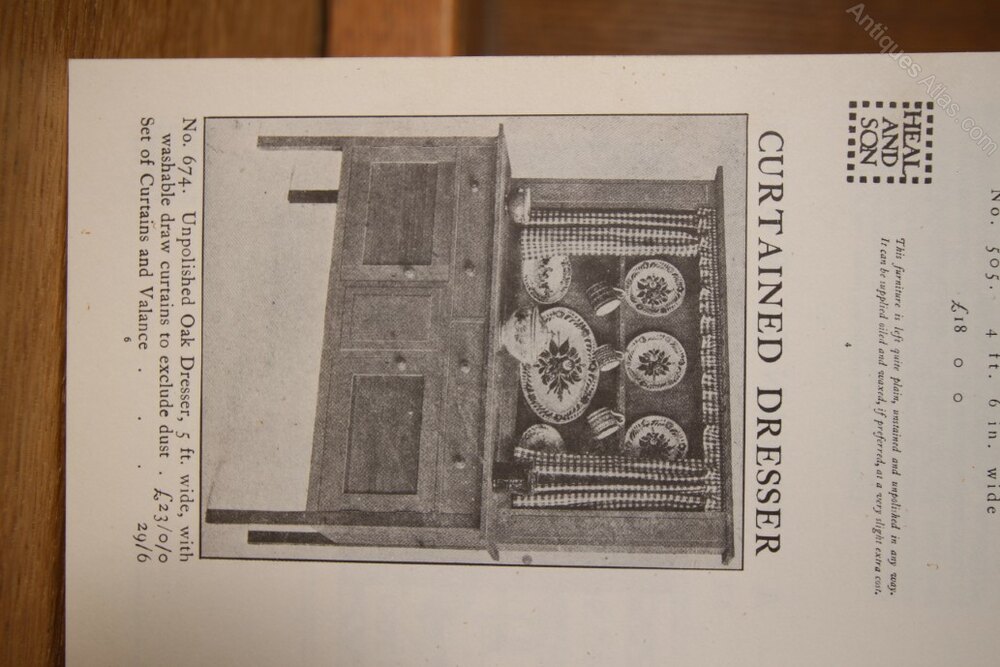 No. 505. 4 ft. 6 in. wide
£18 0 0
This furniture is left quite plain, unstained and unpolished in any way.
It can be supplied oiled and waxed, if preferred, at a very slight extra cost.
4
HEAL
AND
SON
CURTAINED DRESSER
No. 674. Unpolished Oak Dresser, 5 ft. wide, with
washable draw curtains to exclude dust . £23/0/0
Set of Curtains and Valance . . . 29/6
6
Antiques Atlas.com